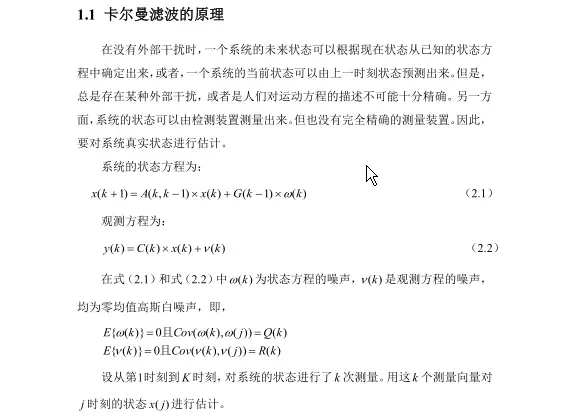 1.1 卡尔曼滤波的原理
在没有外部干扰时，一个系统的未来状态可以根据现在状态从已知的状态方
程中确定出来，或者，一个系统的当前状态可以由上一时刻状态预测出来。但是，
总是存在某种外部干扰，或者是人们对运动方程的描述不可能十分精确。另一方
面，系统的状态可以由检测装置测量出来。但也没有完全精确的测量装置。因此，
要对系统真实状态进行估计。
系统的状态方程为：
x(k+1) = A(k,k−1)×x(k)+G(k−1)×ω(k) （2.1）
观测方程为：
y(k) = C(k)×x(k)+ν(k) （2.2）
在式（2.1）和式（2.2）中ω(k)为状态方程的噪声，ν(k)是观测方程的噪声，
均为零均值高斯白噪声，即，
E{ω(k)}=0且Cov(ω(k),ω(j))=Q(k)
E{ν(k)}=0且Cov(ν(k),ν(j))=R(k)
设从第1时刻到K时刻，对系统的状态进行了k次测量。用这k个测量向量对
j时刻的状态x(j)进行估计。